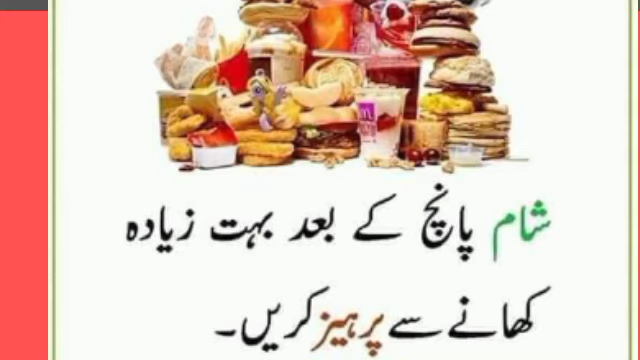 شام پانچ کے بعد بہت زیادہ
کھانے سے پرہیز کریں۔